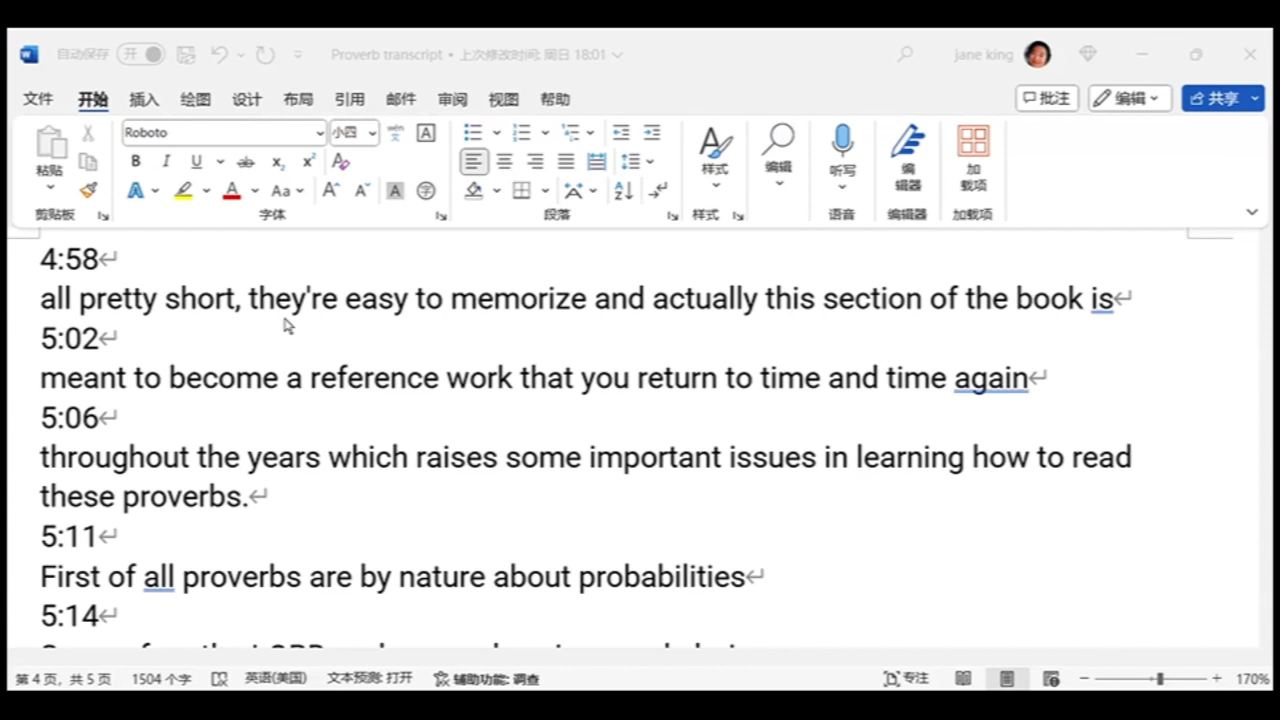 自动保存 开 Proverb transcript • 上次修改时间: 周日 18:01 jane king
文件 开始 插入 绘图 设计 布局 引用 邮件 审阅 视图 帮助 批注 编辑 共享
Roboto 小四 wén 文 A
粘贴 B I U ab x₂ x² A 样式 编辑 听写 编辑器 加载项
A A Aa A A A 字
剪贴板 字体 段落 样式 语音 编辑器 加载项
4:58
all pretty short, they're easy to memorize and actually this section of the book is
5:02
meant to become a reference work that you return to time and time again
5:06
throughout the years which raises some important issues in learning how to read
these proverbs.
5:11
First of all proverbs are by nature about probabilities
5:14
第4页, 共5页 1504 个字 英语(美国) 文本预测: 打开 辅助功能: 调查 专注 170%